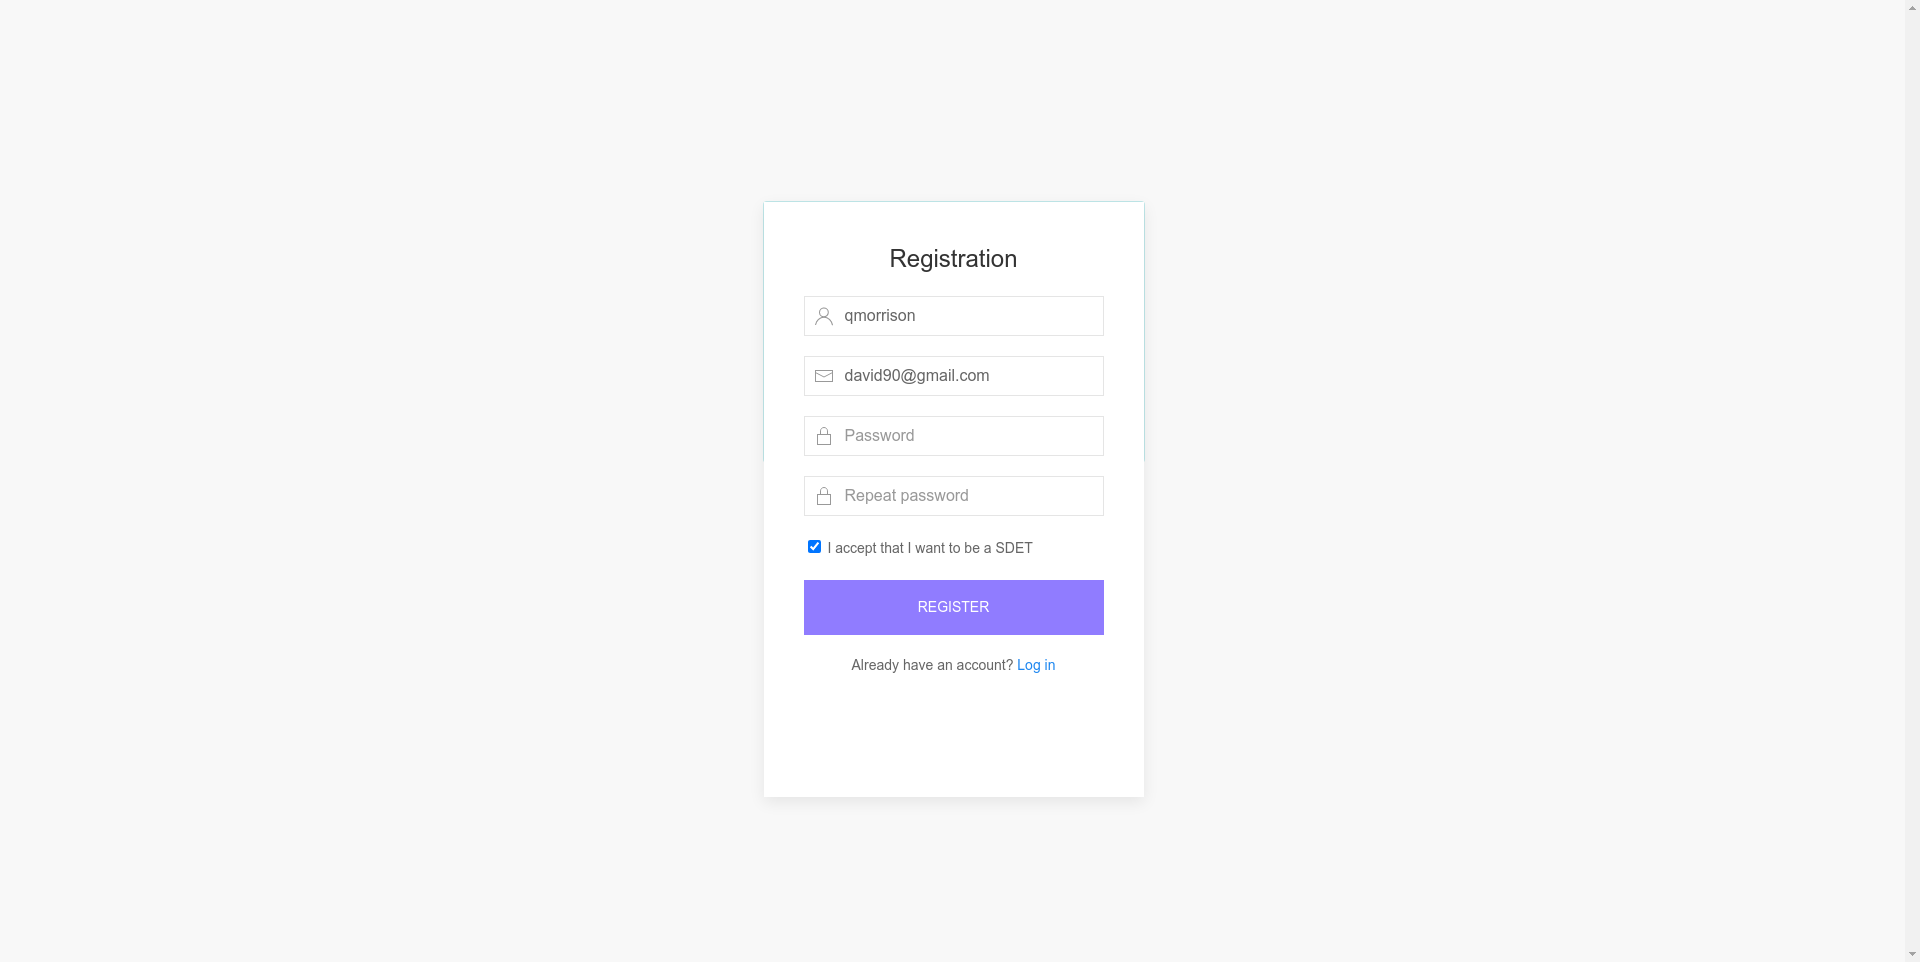 Registration
qmorrison
david90@gmail.com
Password
Repeat password
I accept that I want to be a SDET
REGISTER
Already have an account? Log in